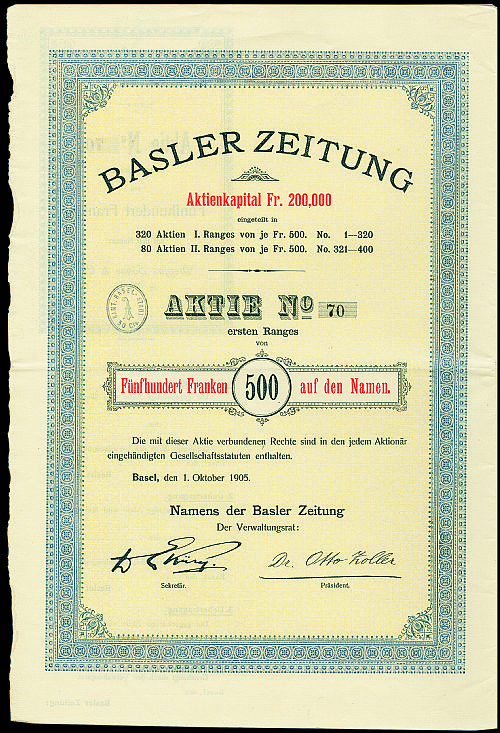 BASLER ZEITUNG
Aktienkapital Fr. 200,000
eingeteilt in
320 Aktien I. Ranges von je Fr. 500. No. 1—320
80 Aktien II. Ranges von je Fr. 500. No. 321—400
AKTIE No 70
ersten Ranges
von
Fünfhundert Franken 500 auf den Namen.
Die mit dieser Aktie verbundenen Rechte sind in den jedem Aktionär
eingehändigten Gesellschaftsstatuten enthalten.
Basel, den 1. Oktober 1905.
Namens der Basler Zeitung
Der Verwaltungsrat:
Dr. Otto Zoller
Sekretär.
Präsident.